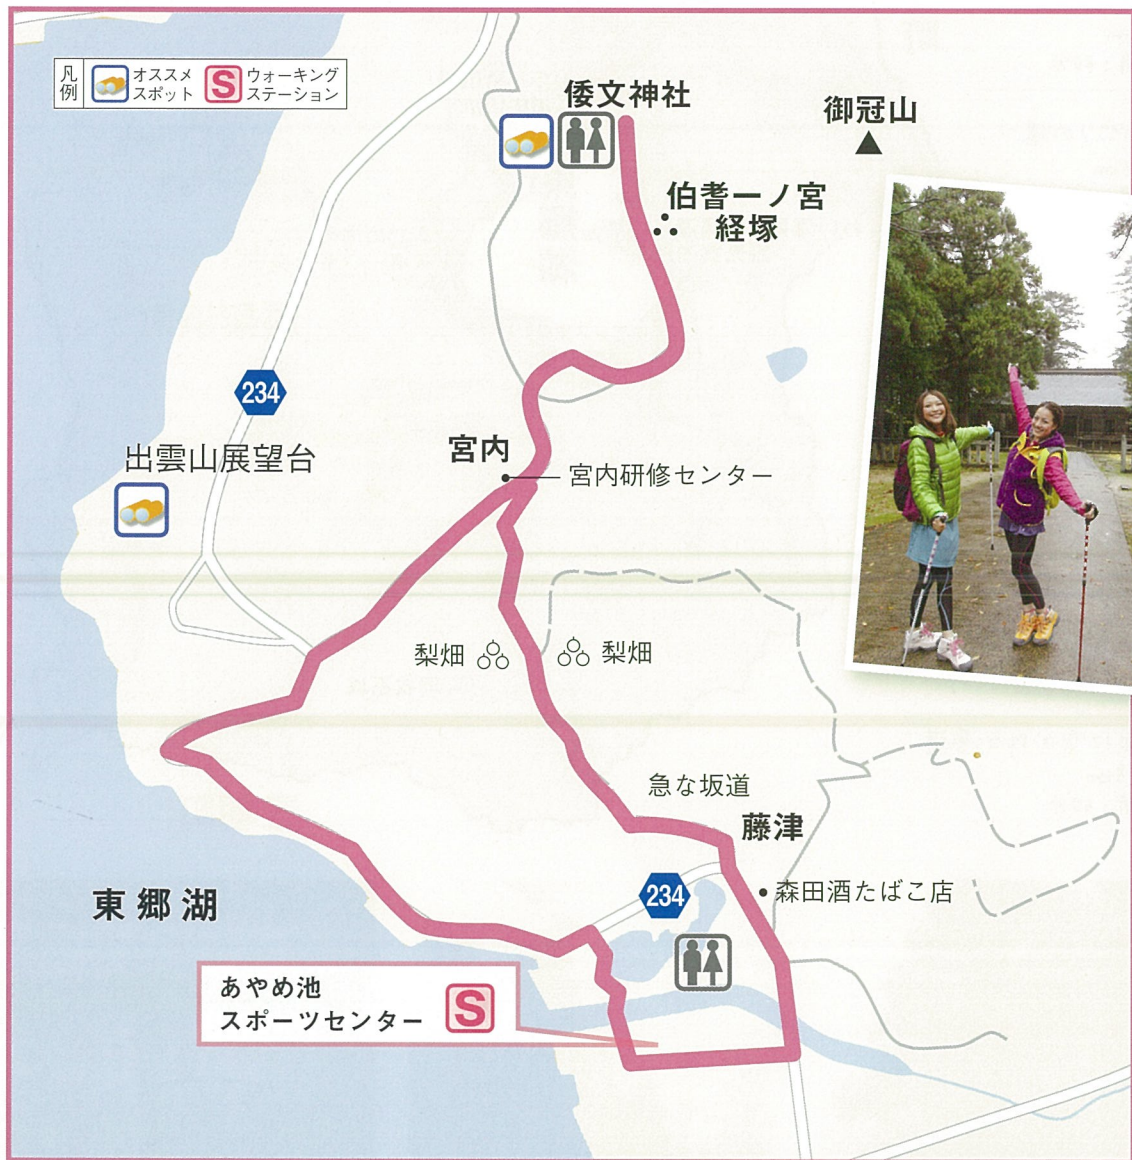 凡例
オススメ
スポット
S
ウォーキング
ステーション
倭文神社
御冠山
伯耆一ノ宮
経塚
234
出雲山展望台
宮内
宮内研修センター
梨畑
梨畑
急な坂道
藤津
森田酒たばこ店
234
東郷湖
あやめ池
スポーツセンター
S